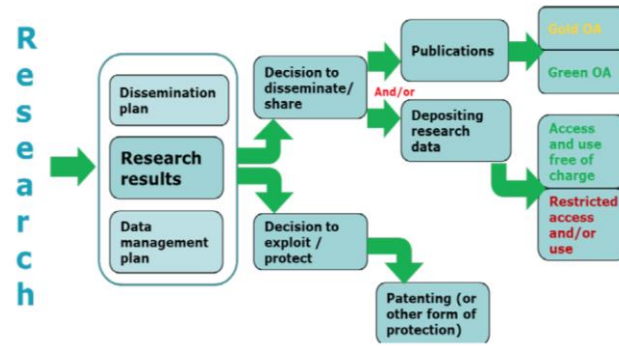 Research
Dissemination
plan
Research
results
Data
management
plan
Decision to
disseminate/
share
Decision to
exploit /
protect
And/or
Publications
Depositing
research
data
Patenting (or
other form of
protection)
Gold OA
Green OA
Access
and use
free of
charge
Restricted
access
and/or
use